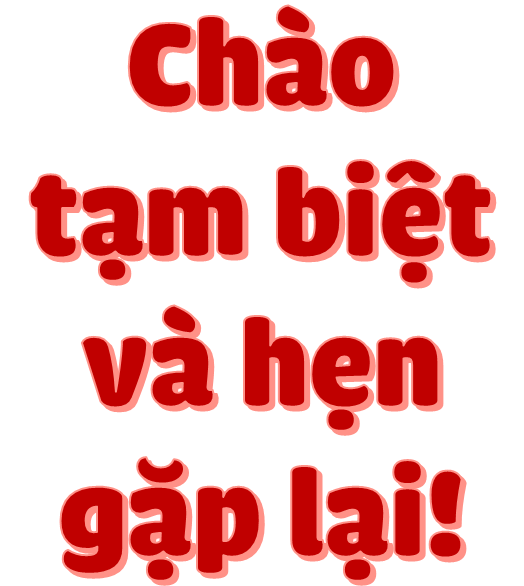 Chào
tạm biệt
và hẹn
gặp lại!